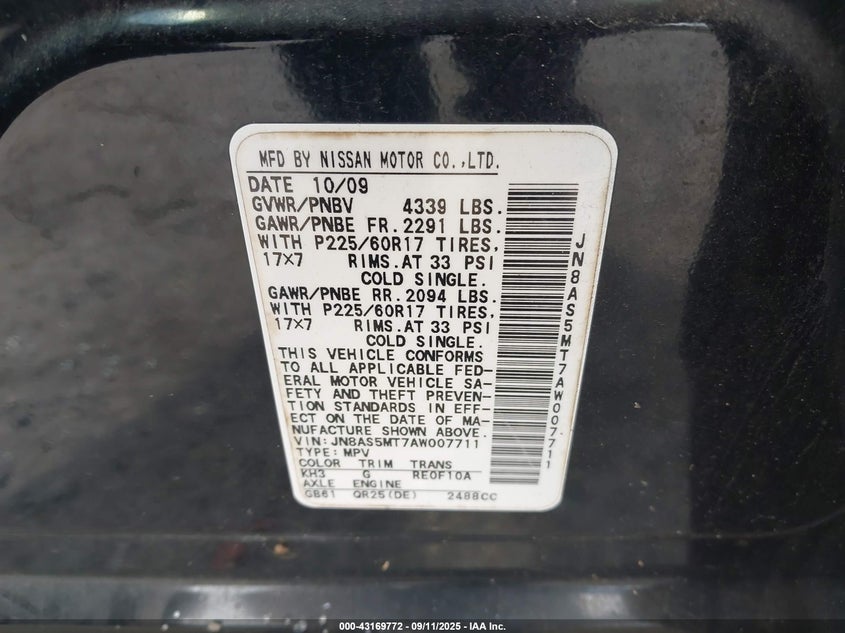 MFD BY NISSAN MOTOR CO.,LTD.
DATE 10/09
GVWR/PNBV 4339 LBS.
GAWR/PNBE FR.2291 LBS.
WITH P225/60R17 TIRES,
17×7 RIMS.AT 33 PSI
COLD SINGLE.
GAWR/PNBE RR.2094 LBS.
WITH P225/60R17 TIRES,
17×7 RIMS.AT 33 PSI
COLD SINGLE.
THIS VEHICLE CONFORMS
TO ALL APPLICABLE FED-
ERAL MOTOR VEHICLE SA-
FETY AND THEFT PREVEN-
TION STANDARDS IN EFF-
ECT ON THE DATE OF MA-
NUFACTURE SHOWN ABOVE.
VIN: JN8AS5MT7AW007711
TYPE: MPV
COLOR TRIM TRANS
KH3 G RE0F10A
AXLE ENGINE
GB61 QR25(DE) 2488CC
JN8AS5MT7AW007711
000-43169772 - 09/11/2025 - IAA Inc.